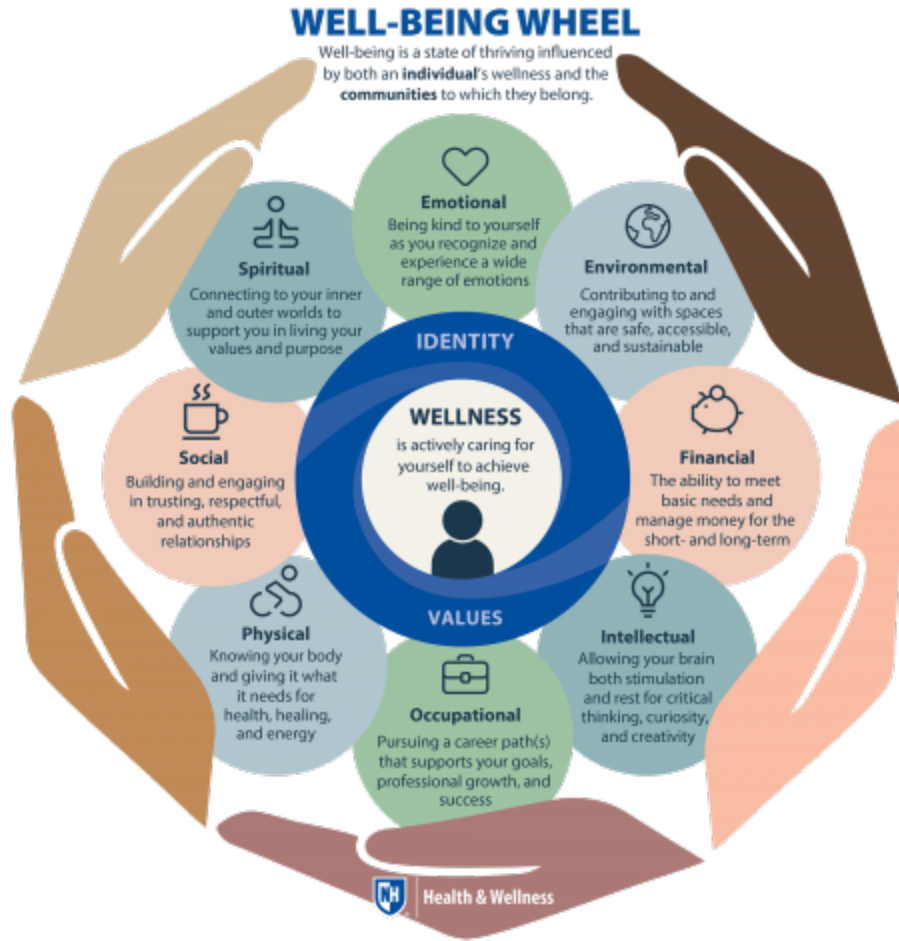 WELL-BEING WHEEL
Well-being is a state of thriving influenced
by both an individual's wellness and the
communities to which they belong.
Emotional
Being kind to yourself
as you recognize and
experience a wide
range of emotions
Spiritual
Connecting to your inner
and outer worlds to
support you in living your
values and purpose
Environmental
Contributing to and
engaging with spaces
that are safe, accessible,
and sustainable
IDENTITY
WELLNESS
is actively caring for
yourself to achieve
well-being.
VALUES
Social
Building and engaging
in trusting, respectful,
and authentic
relationships
Financial
The ability to meet
basic needs and
manage money for the
short- and long-term
Physical
Knowing your body
and giving it what
it needs for
health, healing,
and energy
Occupational
Pursuing a career path(s)
that supports your goals,
professional growth, and
success
Intellectual
Allowing your brain
both stimulation
and rest for critical
thinking, curiosity,
and creativity
NH
Health & Wellness